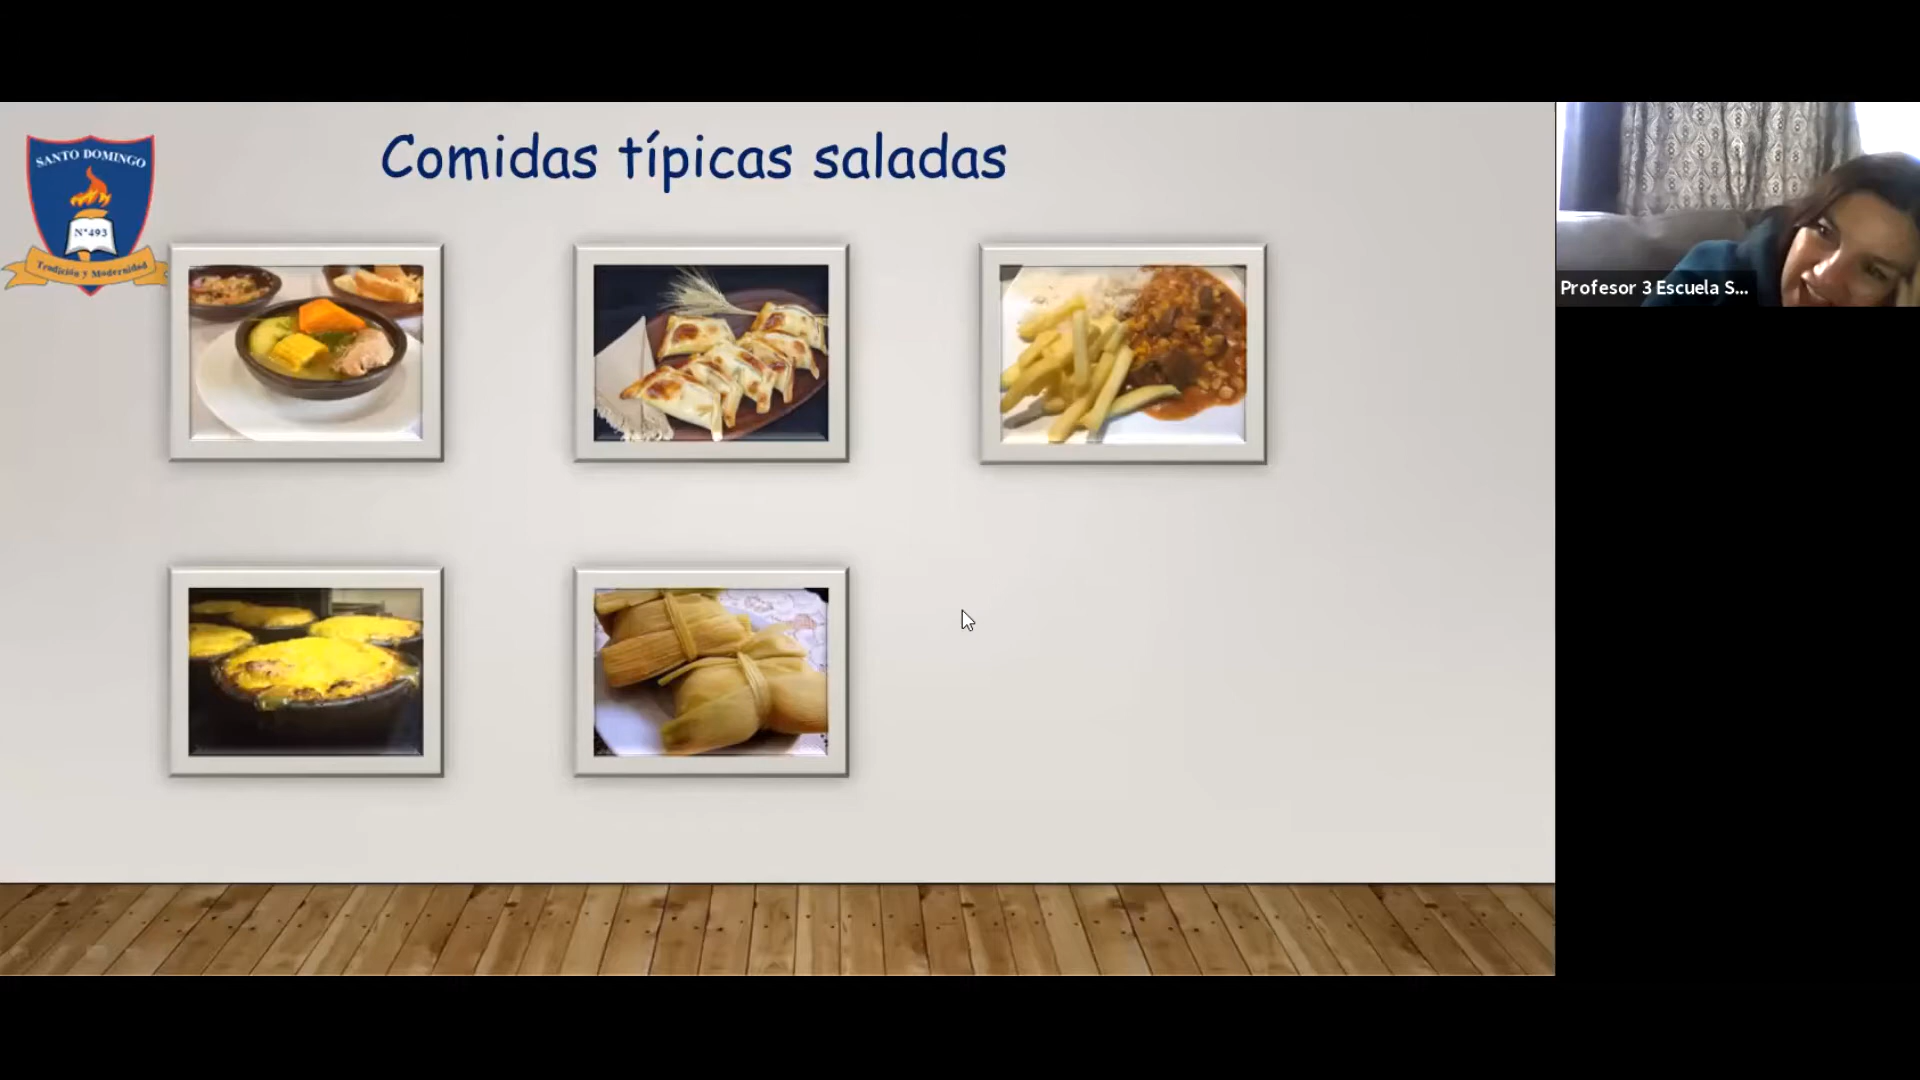 Comidas típicas saladas
SANTO DOMINGO
N°493
Tradición y Modernidad
Profesor 3 Escuela S...